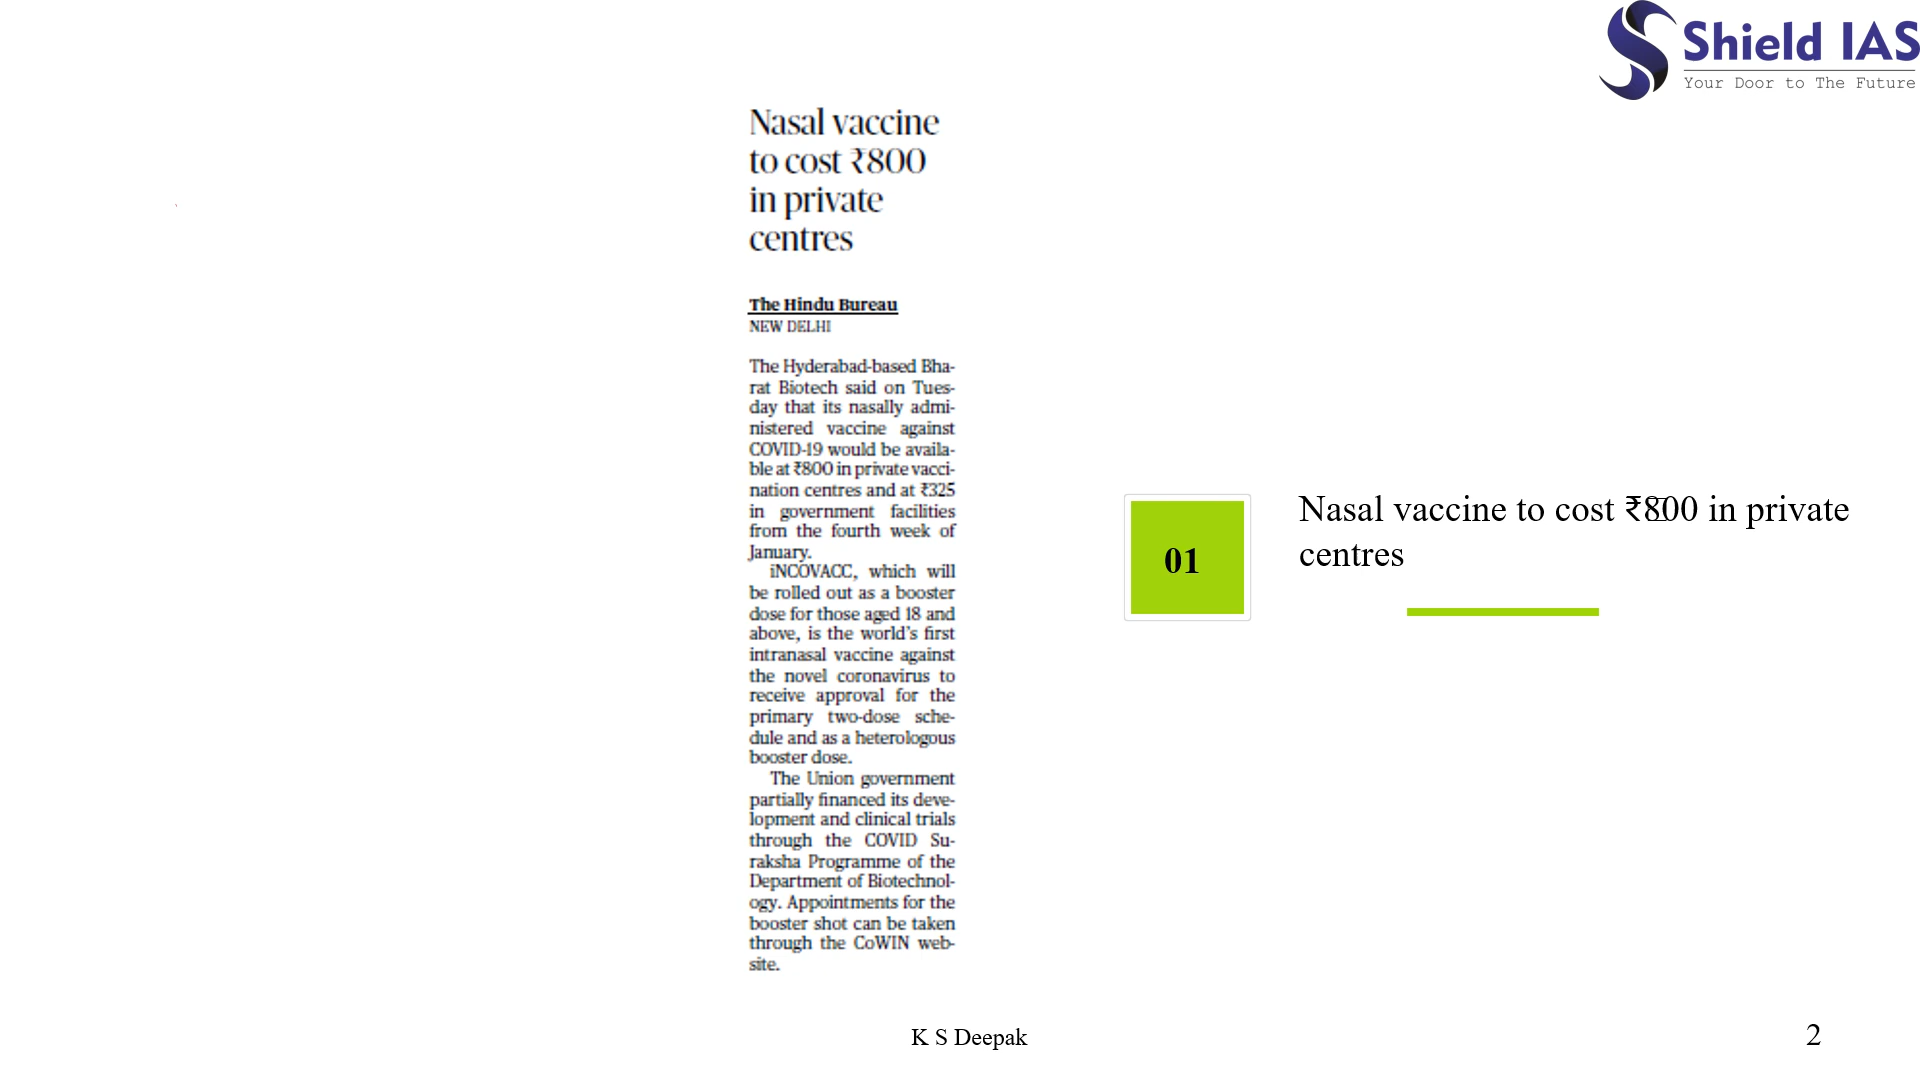 Shield IAS
Your Door to The Future
Nasal vaccine
to cost ₹800
in private
centres
The Hindu Bureau
NEW DELHI
The Hyderabad-based Bha-
rat Biotech said on Tues-
day that its nasally admi-
nistered vaccine against
COVID-19 would be availa-
ble at ₹800 in private vacci-
nation centres and at ₹325
in government facilities
from the fourth week of
January.
iNCOVACC, which will
be rolled out as a booster
dose for those aged 18 and
above, is the world's first
intranasal vaccine against
the novel coronavirus to
receive approval for the
primary two-dose sche-
dule and as a heterologous
booster dose.
The Union government
partially financed its deve-
lopment and clinical trials
through the COVID Su-
raksha Programme of the
Department of Biotechnol-
ogy. Appointments for the
booster shot can be taken
through the CoWIN web-
site.
01
Nasal vaccine to cost ₹800 in private
centres
K S Deepak
2